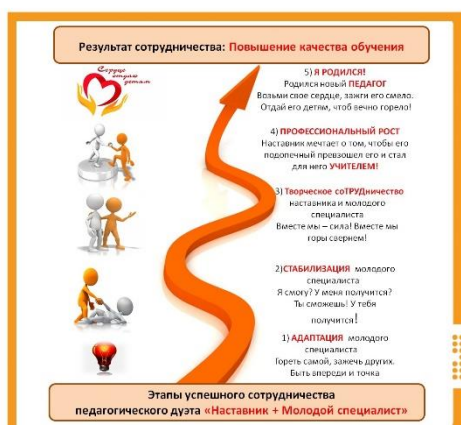 Результат сотрудничества: Повышение качества обучения
Сердце
отдаю
детям
5) Я РОДИЛСЯ!
Родился новый ПЕДАГОГ
Возьми свое сердце, зажги его смело.
Отдай его детям, чтоб вечно горело!
4) ПРОФЕССИОНАЛЬНЫЙ РОСТ
Наставник мечтает о том, чтобы его
подопечный превзошел его и стал
для него УЧИТЕЛЕМ!
3) Творческое соТРУДничество
наставника и молодого
специалиста
Вместе мы – сила! Вместе мы
горы свернем!
2)СТАБИЛИЗАЦИЯ молодого
специалиста
Я смогу? У меня получится?
Ты сможешь! У тебя
получится!
1) АДАПТАЦИЯ молодого
специалиста
Гореть самой, зажечь других.
Быть впереди и точка
Этапы успешного сотрудничества
педагогического дуэта «Наставник + Молодой специалист»